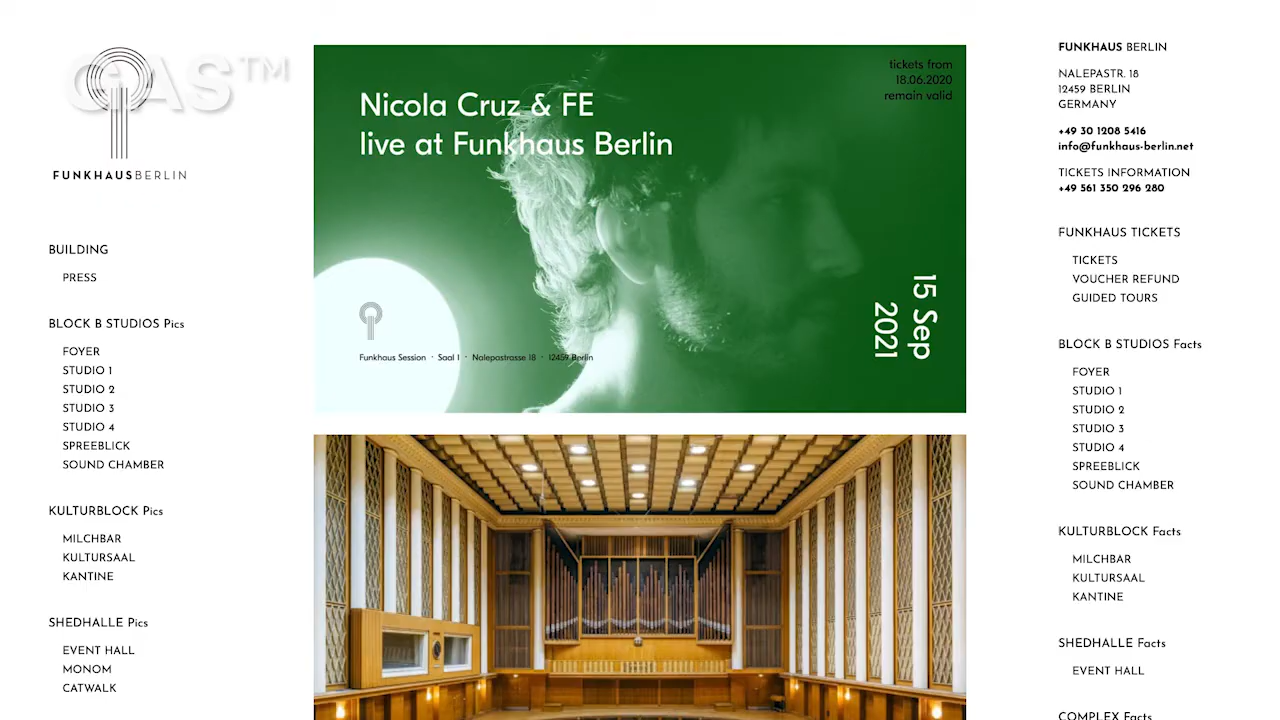 GAS™
FUNKHAUSBERLIN
BUILDING
PRESS
BLOCK B STUDIOS Pics
FOYER
STUDIO 1
STUDIO 2
STUDIO 3
STUDIO 4
SPREEBLICK
SOUND CHAMBER
KULTURBLOCK Pics
MILCHBAR
KULTURSAAL
KANTINE
SHEDHALLE Pics
EVENT HALL
MONOM
CATWALK
tickets from
18.06.2020
remain valid
Nicola Cruz & FE
live at Funkhaus Berlin
15 Sep
2021
Funkhaus Session · Saal 1 · Nalepastrasse 18 · 12459 Berlin
FUNKHAUS BERLIN
NALEPASTR. 18
12459 BERLIN
GERMANY
+49 30 1208 5416
info@funkhaus-berlin.net
TICKETS INFORMATION
+49 561 350 296 280
FUNKHAUS TICKETS
TICKETS
VOUCHER REFUND
GUIDED TOURS
BLOCK B STUDIOS Facts
FOYER
STUDIO 1
STUDIO 2
STUDIO 3
STUDIO 4
SPREEBLICK
SOUND CHAMBER
KULTURBLOCK Facts
MILCHBAR
KULTURSAAL
KANTINE
SHEDHALLE Facts
EVENT HALL
COMPLEX Facts